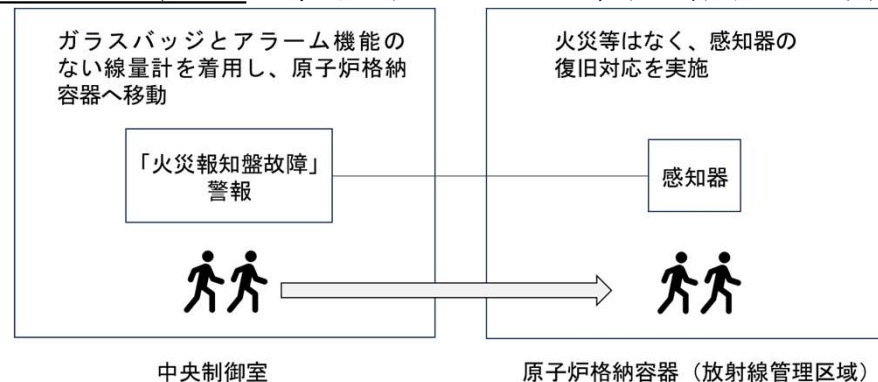 ガラスバッジとアラーム機能の
ない線量計を着用し、原子炉格納
容器へ移動
「火災報知盤故障」
警報
中央制御室
火災等はなく、感知器の
復旧対応を実施
感知器
原子炉格納容器（放射線管理区域）